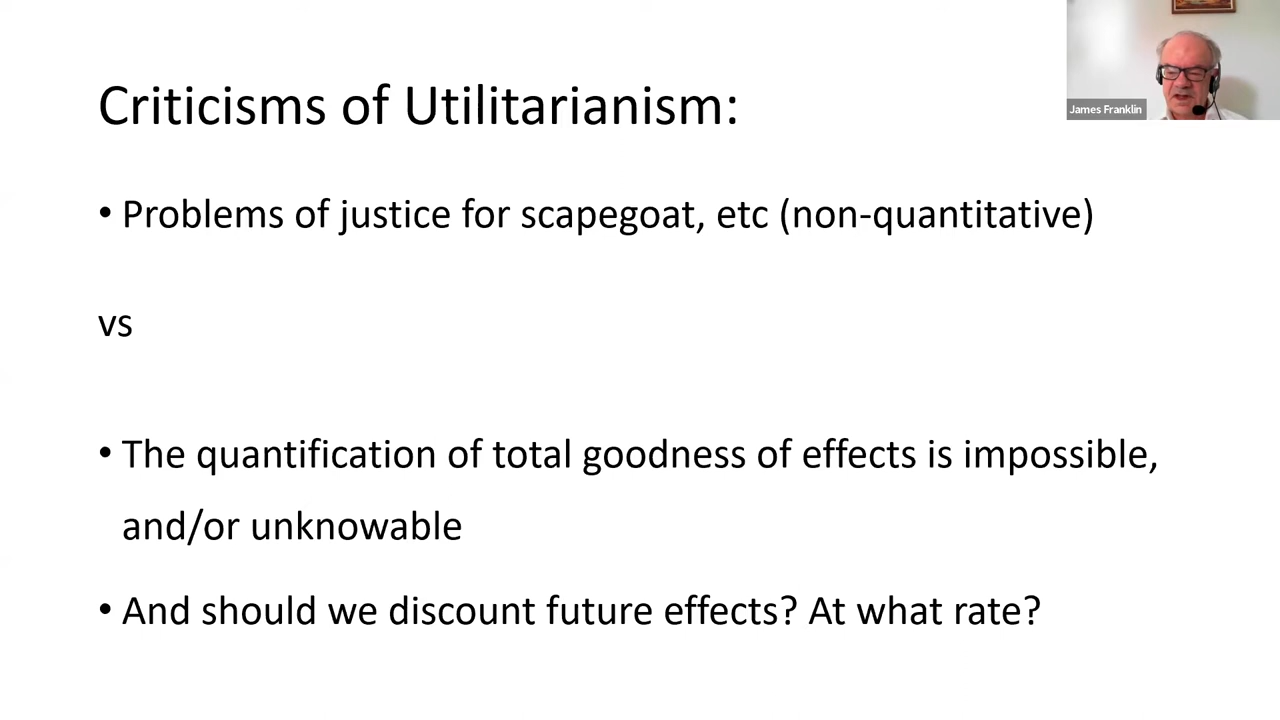 Criticisms of Utilitarianism:
James Franklin
• Problems of justice for scapegoat, etc (non-quantitative)
vs
• The quantification of total goodness of effects is impossible,
and/or unknowable
• And should we discount future effects? At what rate?